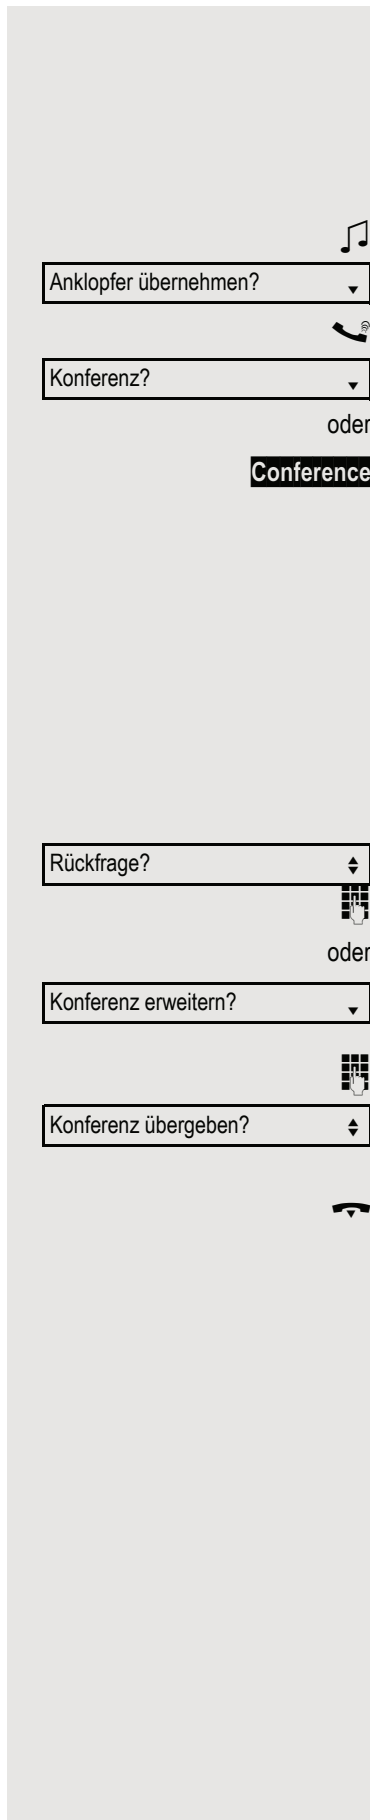 Anklopfer übernehmen?
Konferenz?
oder
Conference
Rückfrage?
oder
Konferenz erweitern?
Konferenz übergeben?